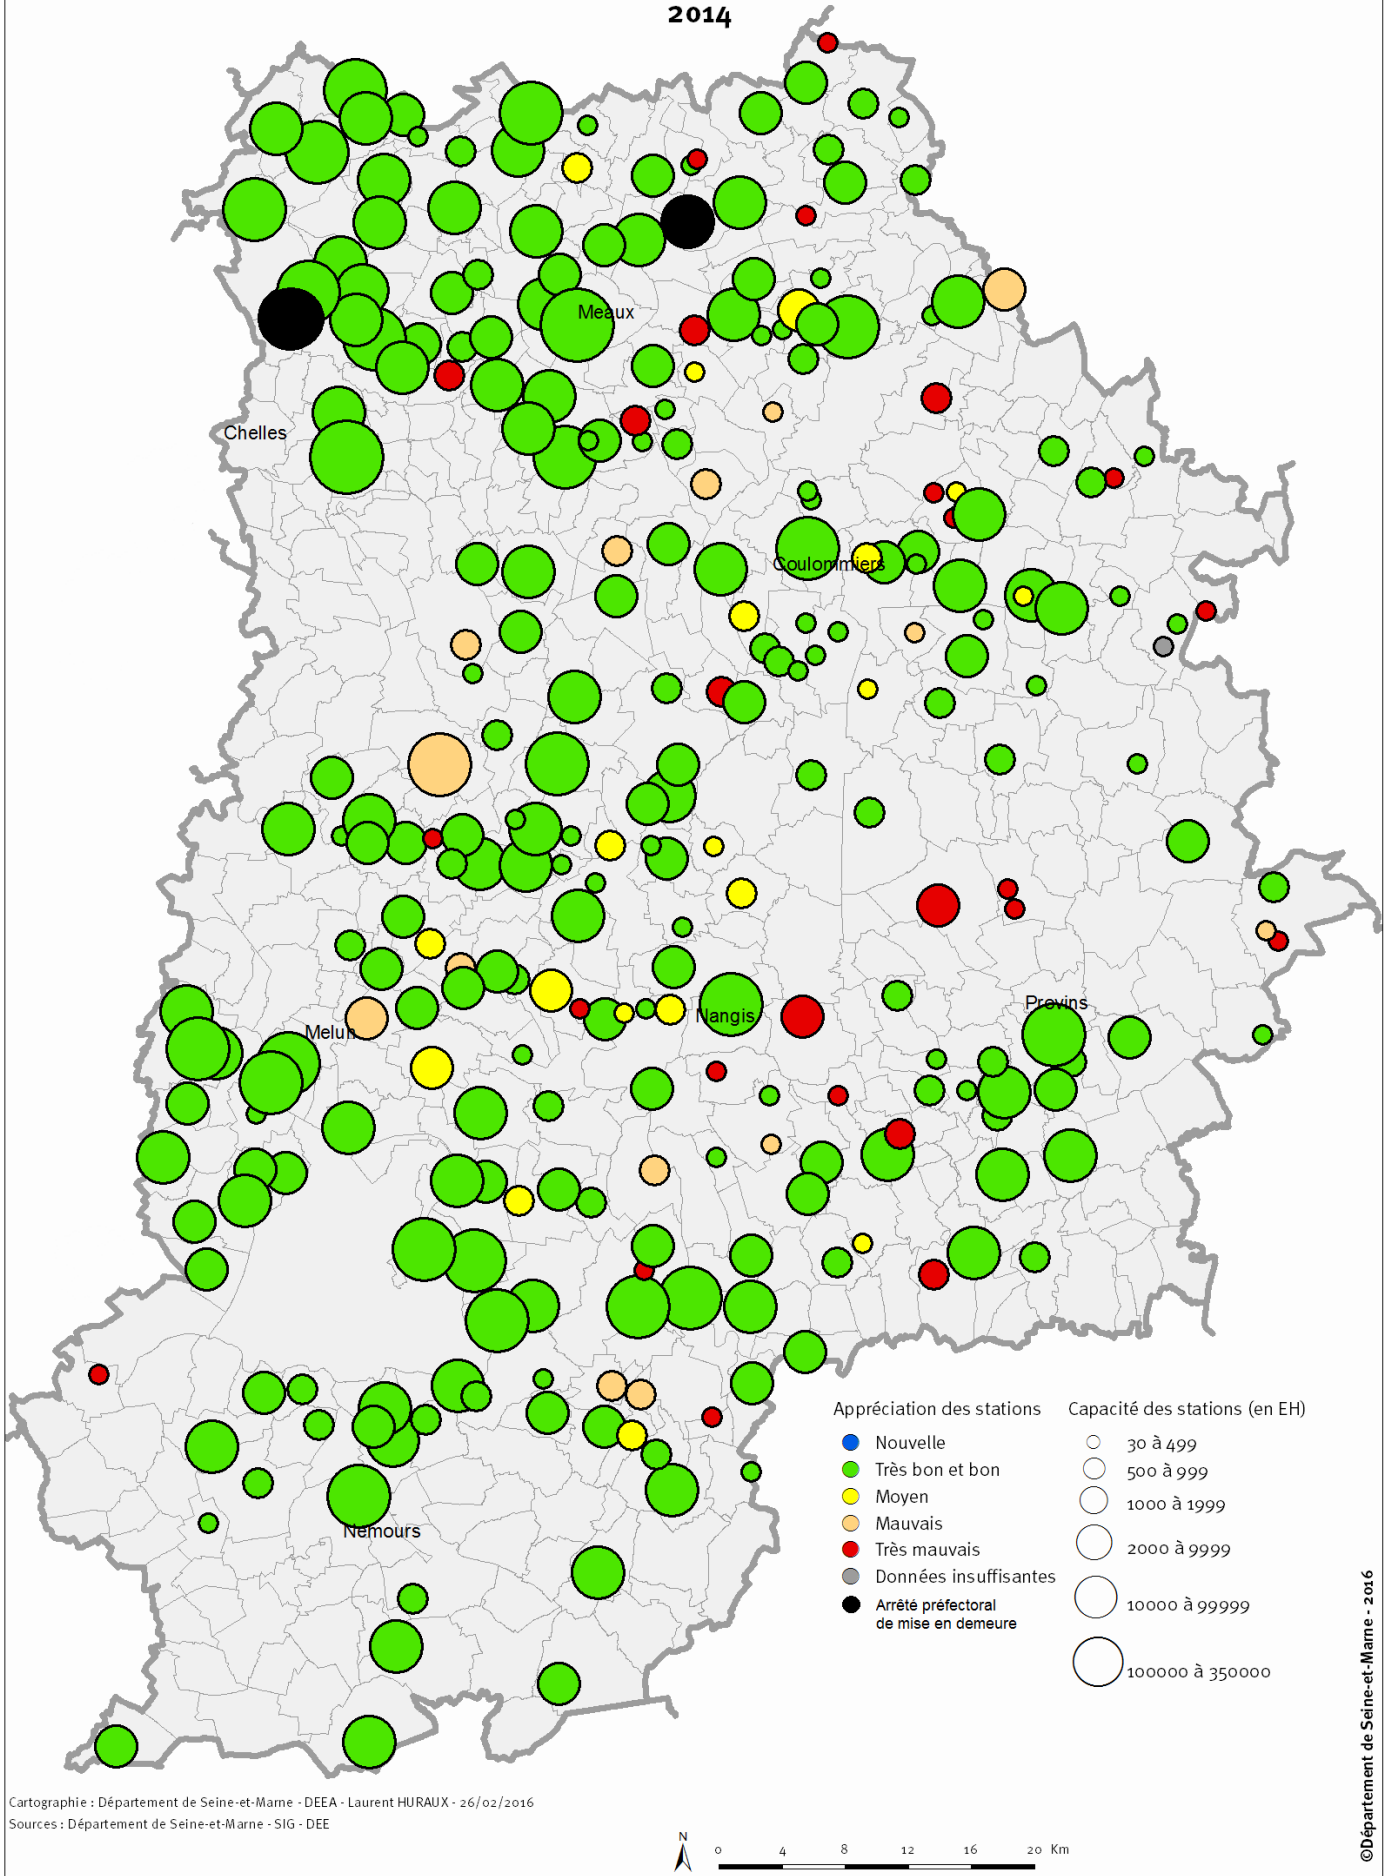 2014
Meaux
Chelles
Coulommiers
Provins
Nangis
Melun
Nemours
Appréciation des stations
Nouvelle
Très bon et bon
Moyen
Mauvais
Très mauvais
Données insuffisantes
Arrêté préfectoral
de mise en demeure
Capacité des stations (en EH)
30 à 499
500 à 999
1000 à 1999
2000 à 9999
10000 à 99999
100000 à 350000
©Département de Seine-et-Marne - 2016
Cartographie : Département de Seine-et-Marne - DEEA - Laurent HURAUX - 26/02/2016
Sources : Département de Seine-et-Marne - SIG - DEE
N
0 4 8 12 16 20 Km